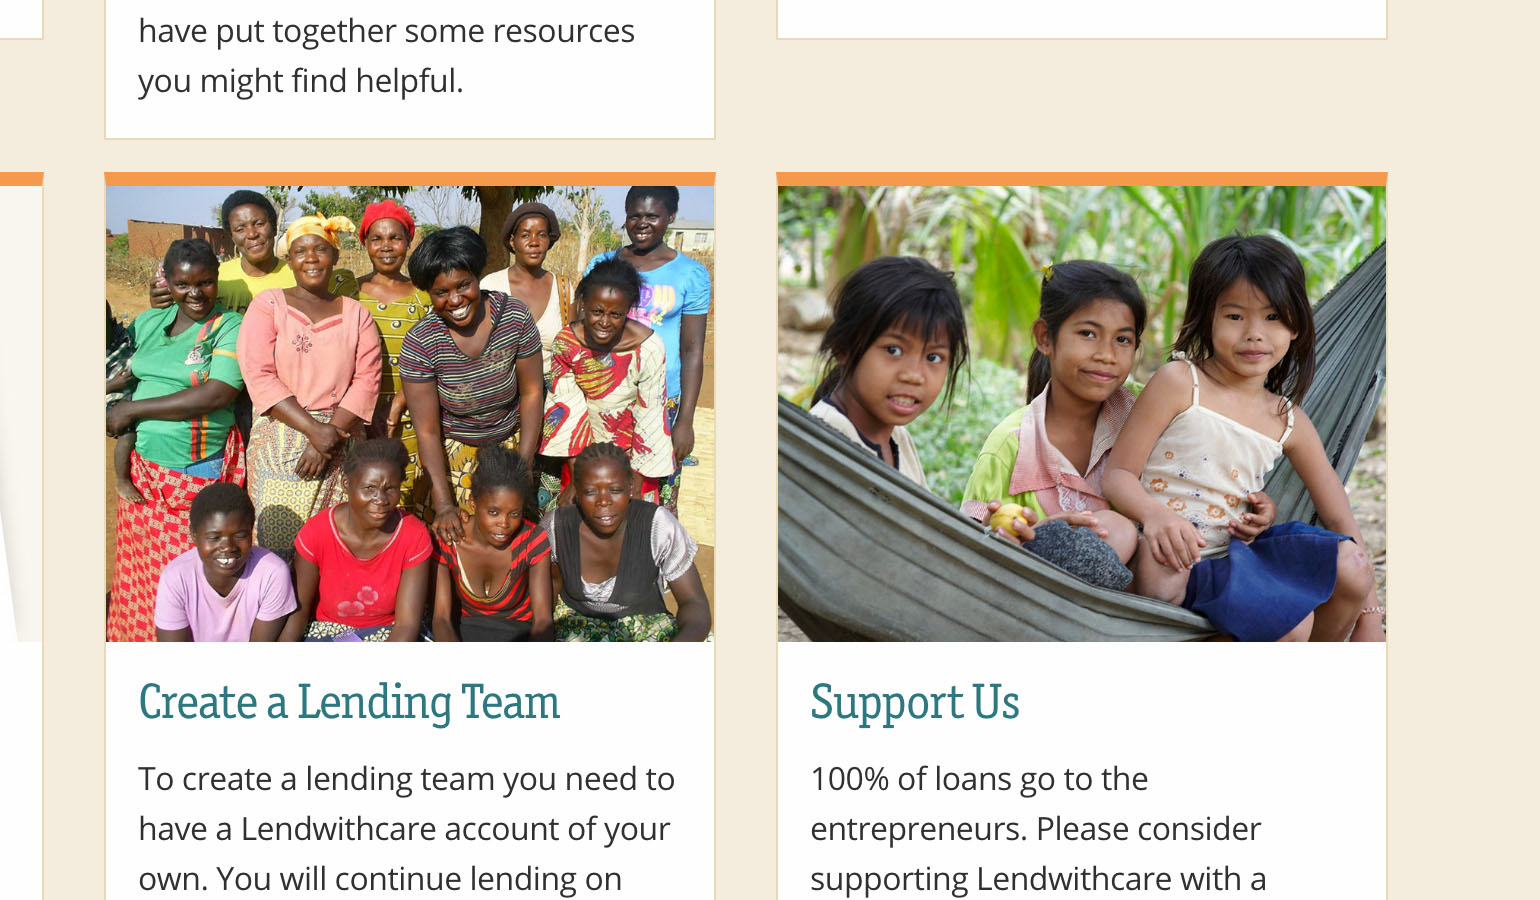 have put together some resources
you might find helpful.
Create a Lending Team
To create a lending team you need to
have a Lendwithcare account of your
own. You will continue lending on
Support Us
100% of loans go to the
entrepreneurs. Please consider
supporting Lendwithcare with a